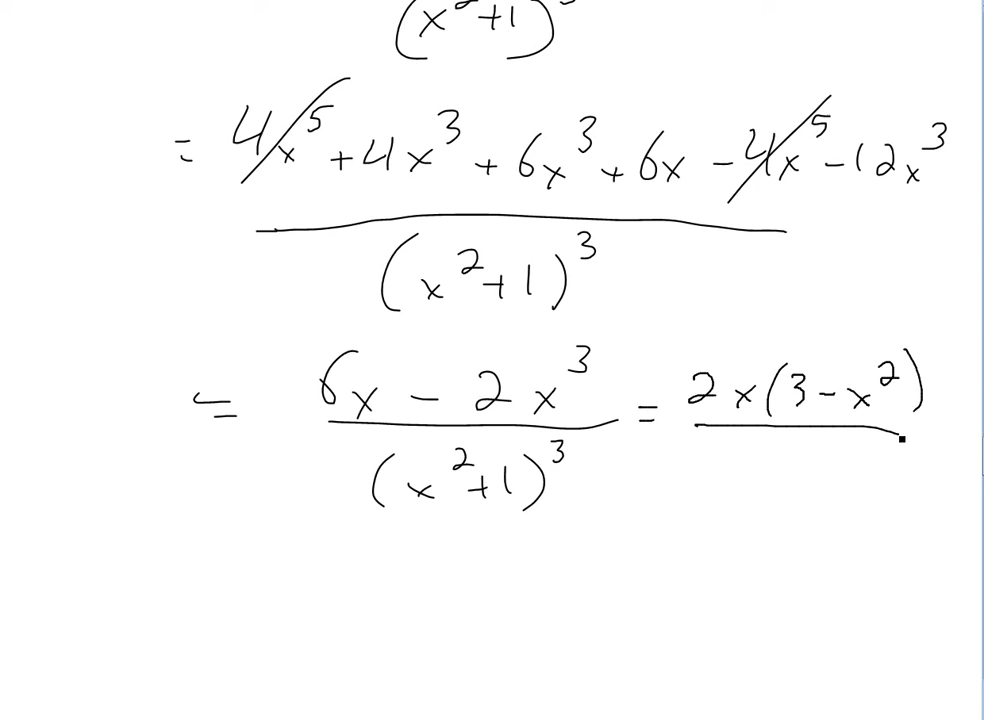 (x²+1)
= 4x⁵ + 4x³ + 6x³ + 6x - 4x⁵ - 12x³
(x²+1)³
= 6x - 2x³ = 2x(3-x²)
(x²+1)³